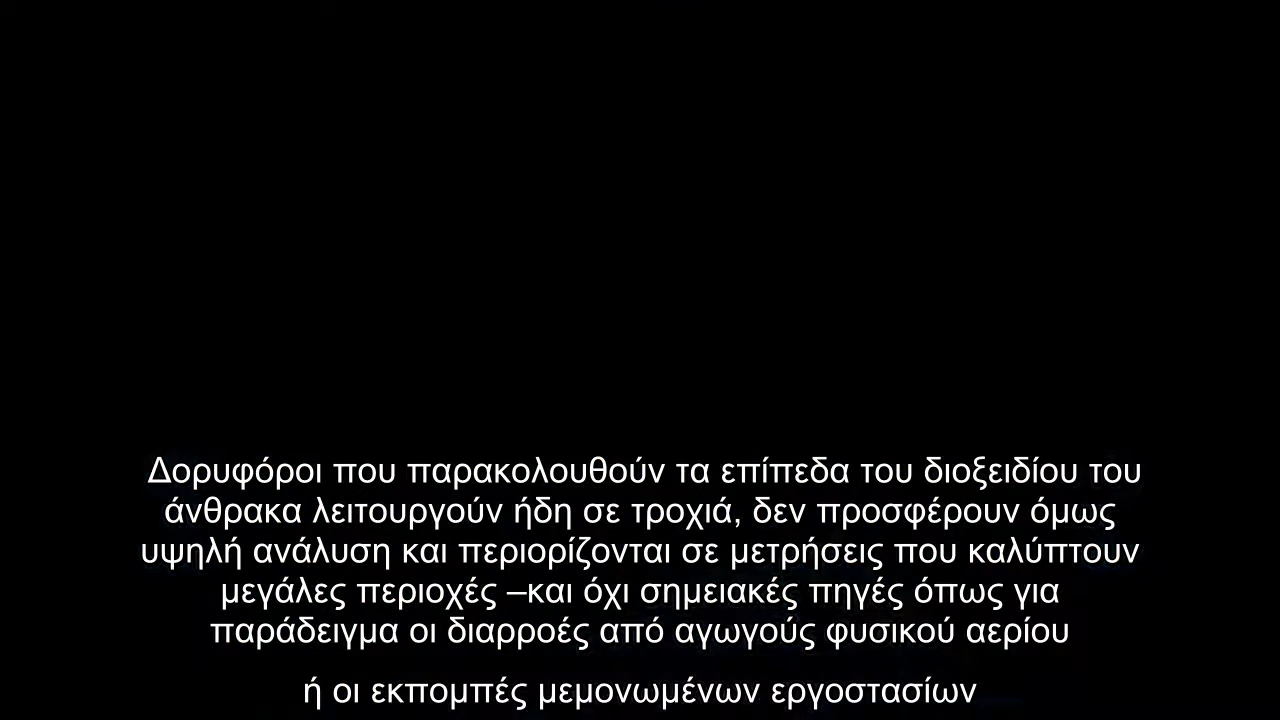 Δορυφόροι που παρακολουθούν τα επίπεδα του διοξειδίου του
άνθρακα λειτουργούν ήδη σε τροχιά, δεν προσφέρουν όμως
υψηλή ανάλυση και περιορίζονται σε μετρήσεις που καλύπτουν
μεγάλες περιοχές –και όχι σημειακές πηγές όπως για
παράδειγμα οι διαρροές από αγωγούς φυσικού αερίου
ή οι εκπομπές μεμονωμένων εργοστασίων